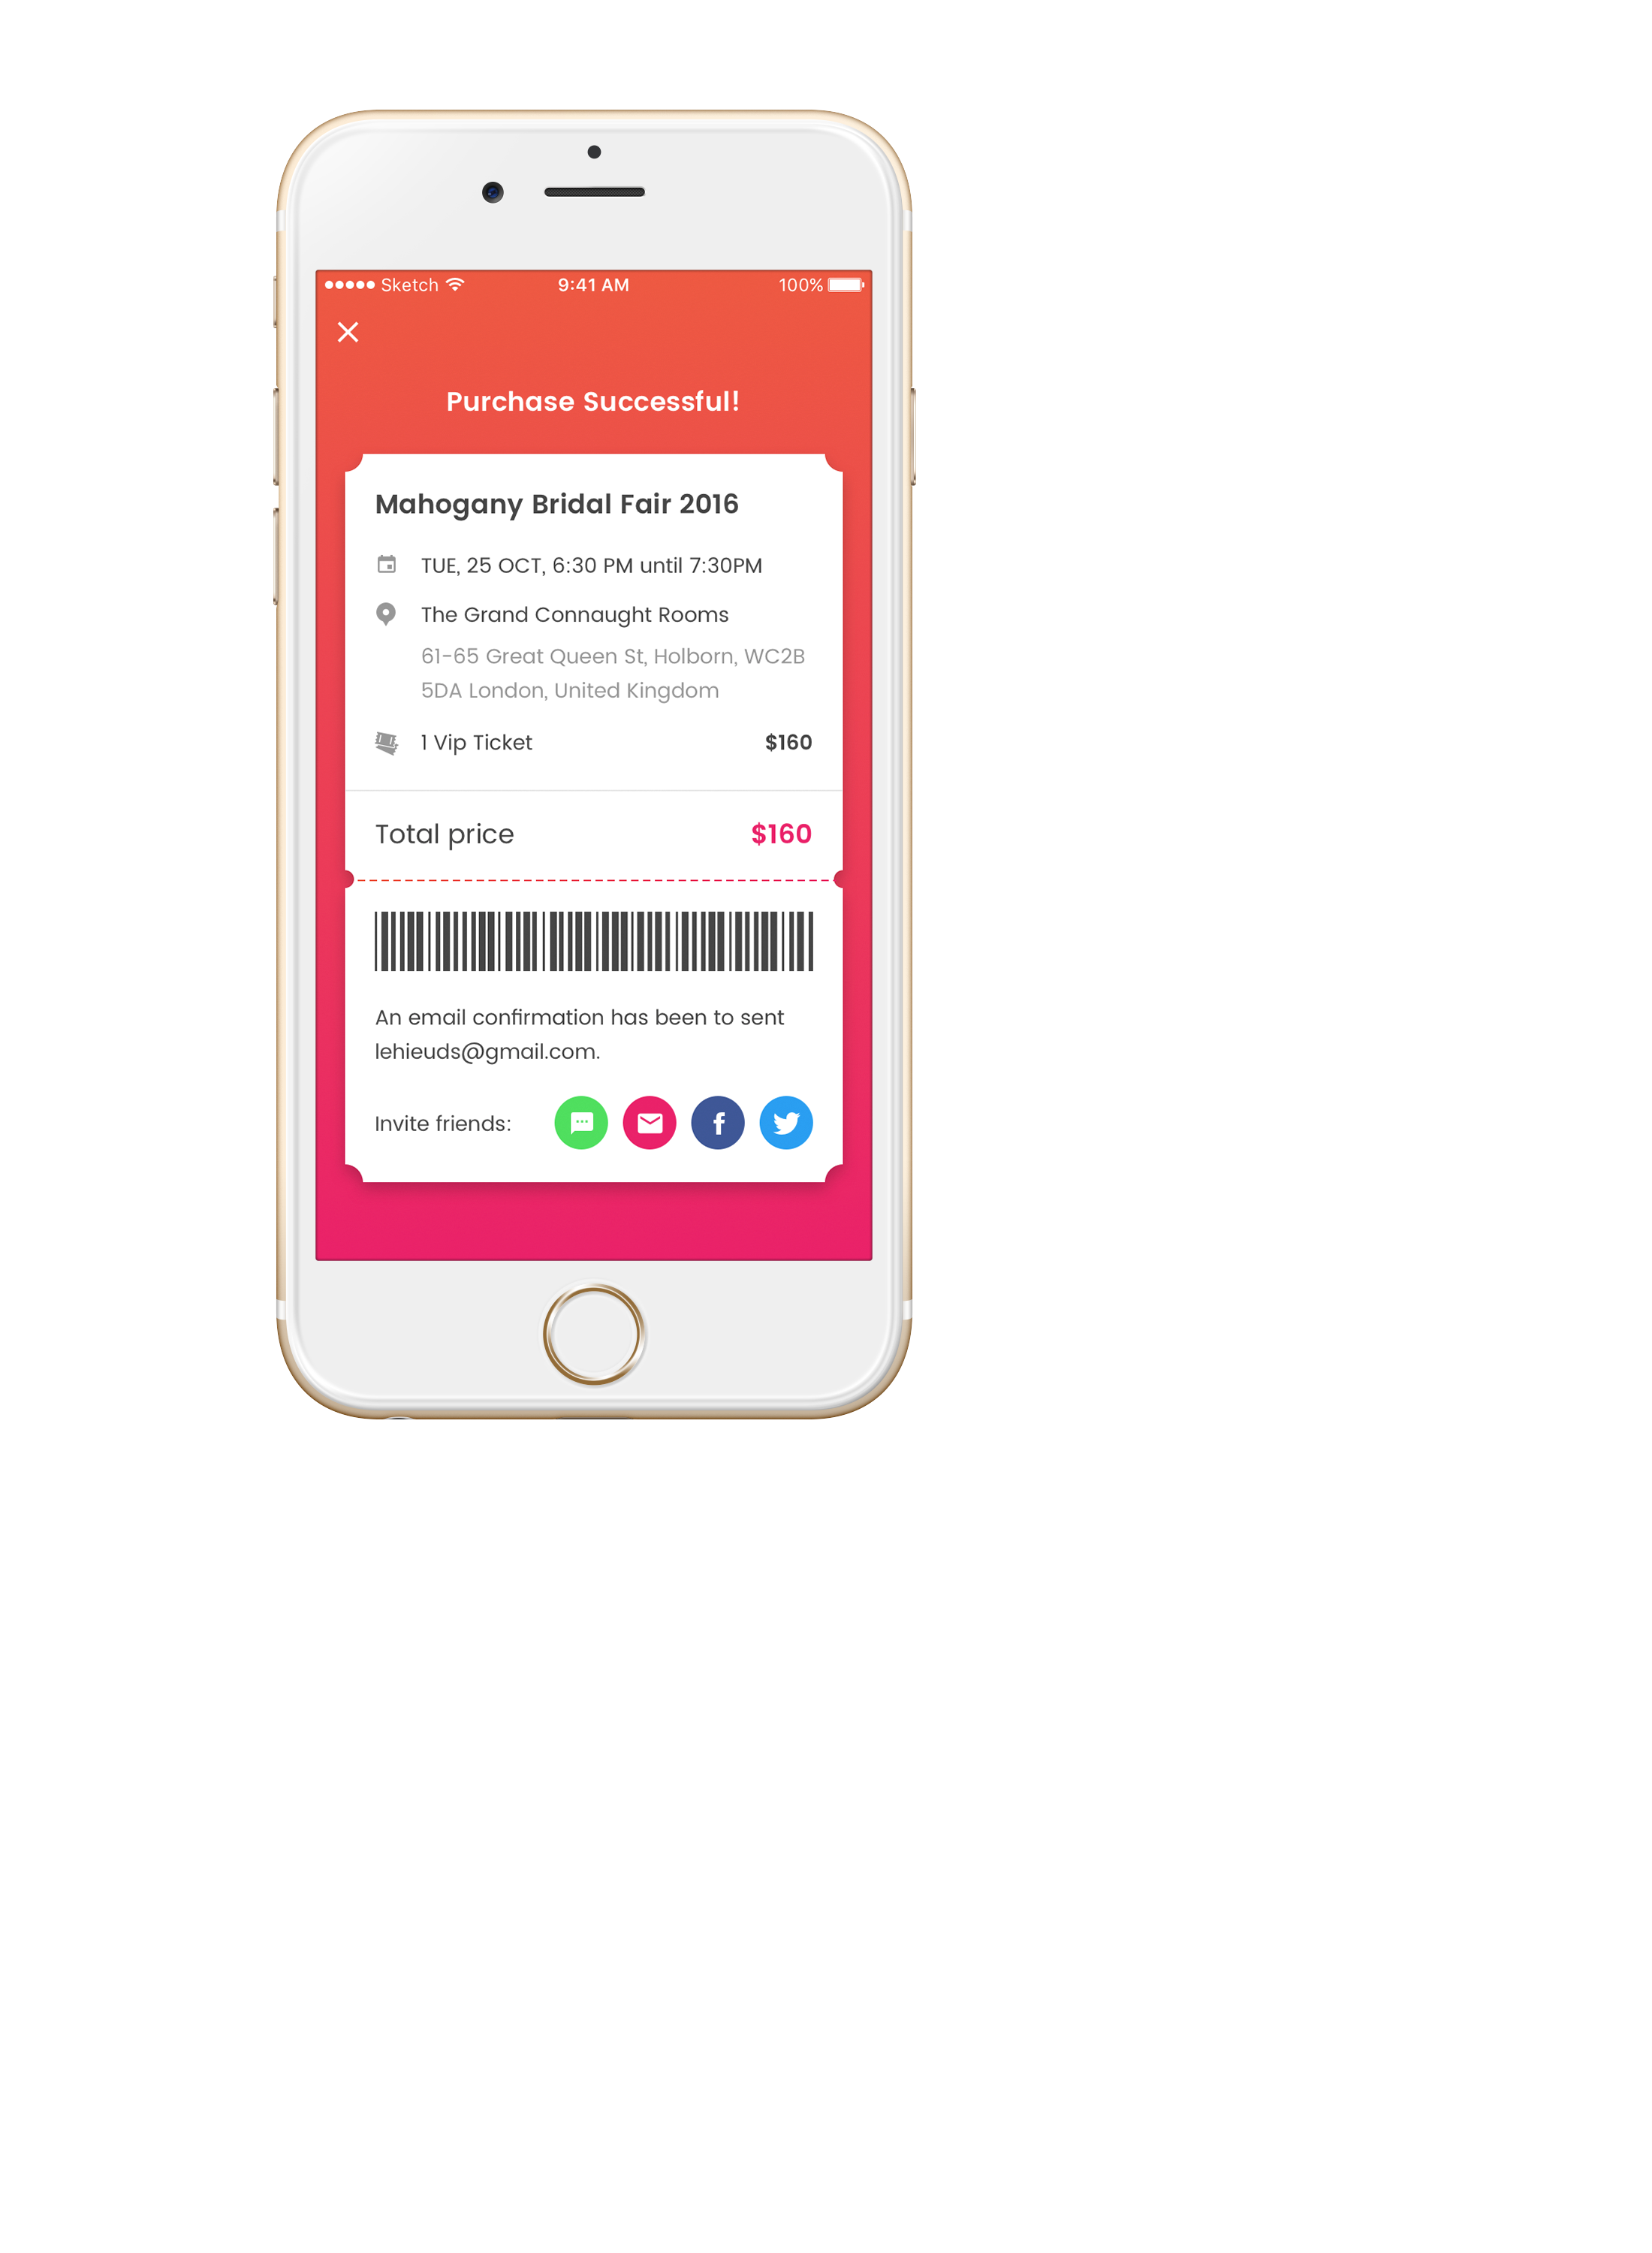 Sketch 9:41 AM 100%
Purchase Successful!
Mahogany Bridal Fair 2016
TUE, 25 OCT, 6:30 PM until 7:30PM
The Grand Connaught Rooms
61-65 Great Queen St, Holborn, WC2B
5DA London, United Kingdom
1 Vip Ticket $160
Total price $160
An email confirmation has been to sent
lehieuds@gmail.com.
Invite friends: